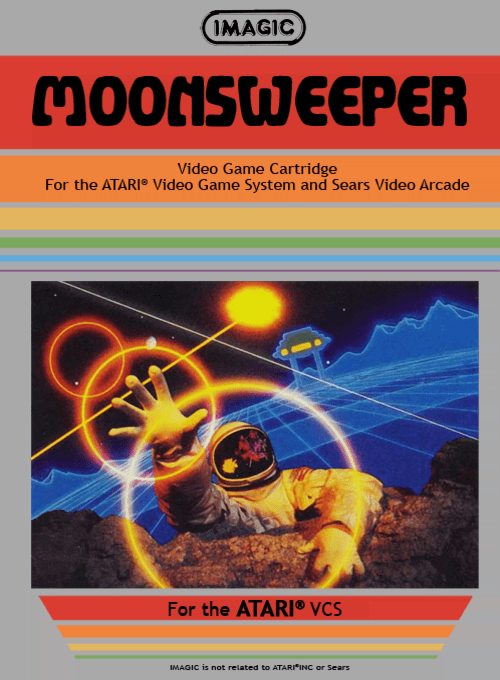 IMAGIC
MOONSWEEPER
Video Game Cartridge
For the ATARI® Video Game System and Sears Video Arcade
For the ATARI® VCS
IMAGIC is not related to ATARI®INC or Sears